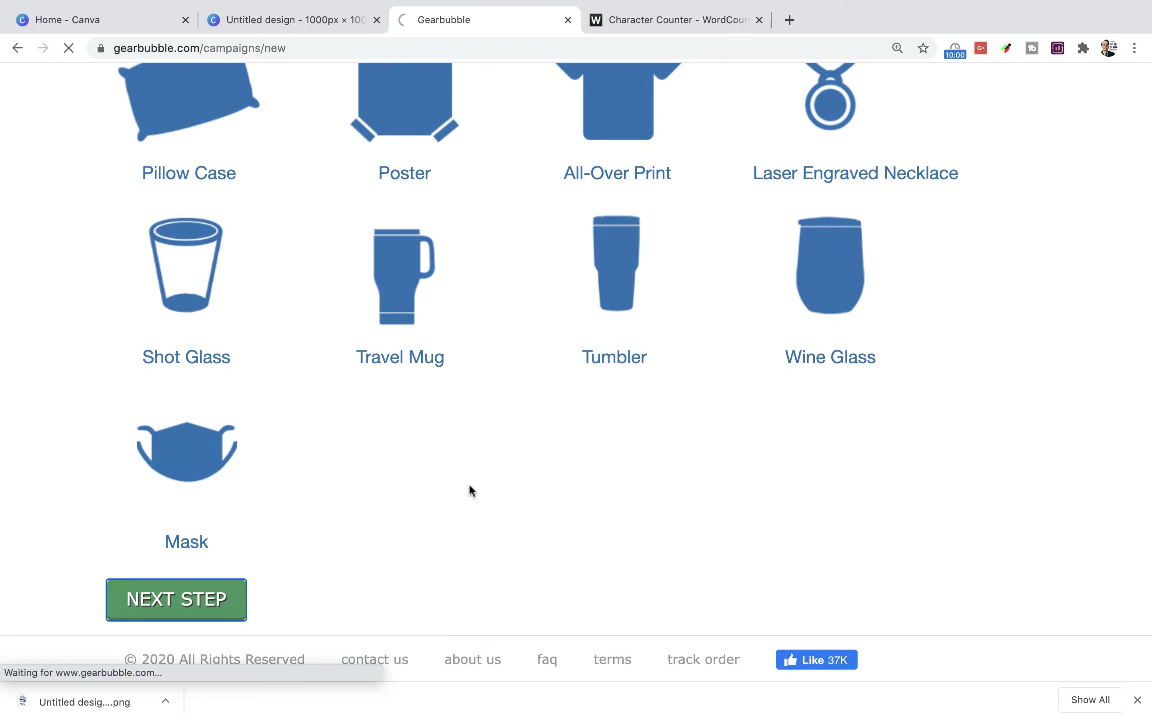 Home - Canva
Untitled design - 1000px × 100
Gearbubble
Character Counter - WordCoun
gearbubble.com/campaigns/new
10:00
Pillow Case
Poster
All-Over Print
Laser Engraved Necklace
Shot Glass
Travel Mug
Tumbler
Wine Glass
Mask
NEXT STEP
© 2020 All Rights Reserved
contact us
about us
faq
terms
track order
Like 37K
Waiting for www.gearbubble.com...
Untitled desig....png
Show All